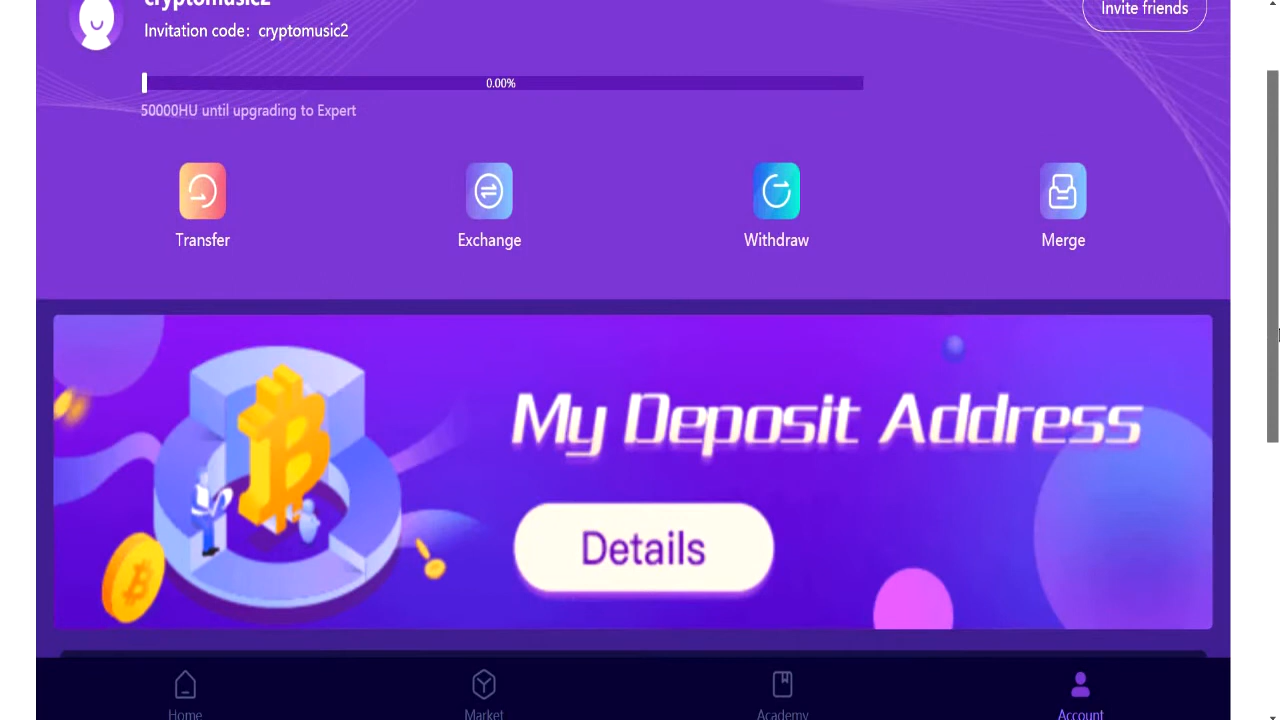 cryptomusic2
Invite friends
Invitation code: cryptomusic2
0.00%
50000HU until upgrading to Expert
Transfer
Exchange
Withdraw
Merge
My Deposit Address
Details
Home
Market
Academy
Account